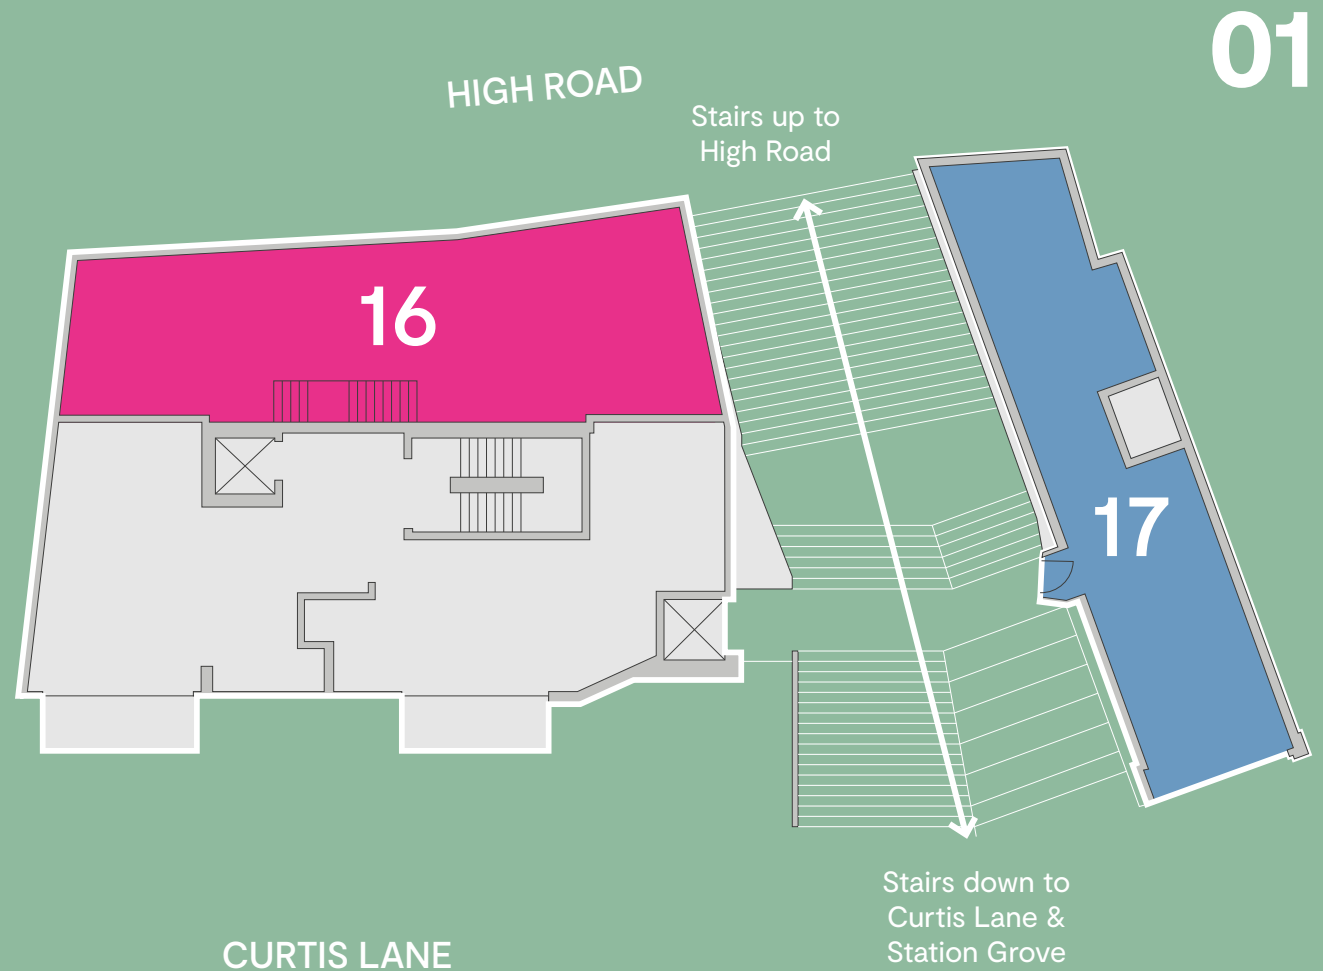 01
HIGH ROAD
Stairs up to
High Road
16
17
Stairs down to
Curtis Lane &
Station Grove
CURTIS LANE